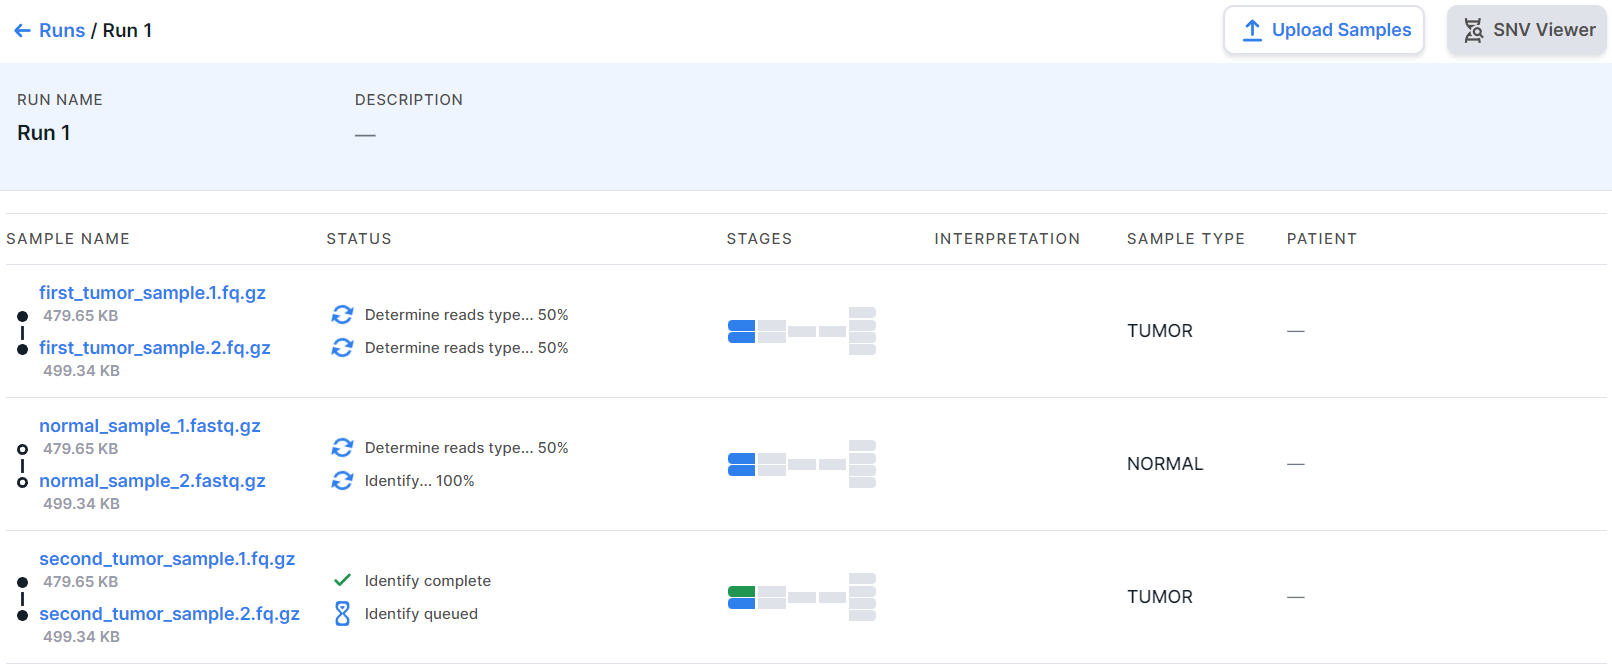 Runs / Run 1
Upload Samples
SNV Viewer
RUN NAME
DESCRIPTION
Run 1
—
SAMPLE NAME
STATUS
STAGES
INTERPRETATION
SAMPLE TYPE
PATIENT
first_tumor_sample.1.fq.gz
479.65 KB
first_tumor_sample.2.fq.gz
499.34 KB
Determine reads type... 50%
Determine reads type... 50%
TUMOR
—
normal_sample_1.fastq.gz
479.65 KB
normal_sample_2.fastq.gz
499.34 KB
Determine reads type... 50%
Identify... 100%
NORMAL
—
second_tumor_sample.1.fq.gz
479.65 KB
second_tumor_sample.2.fq.gz
499.34 KB
Identify complete
Identify queued
TUMOR
—